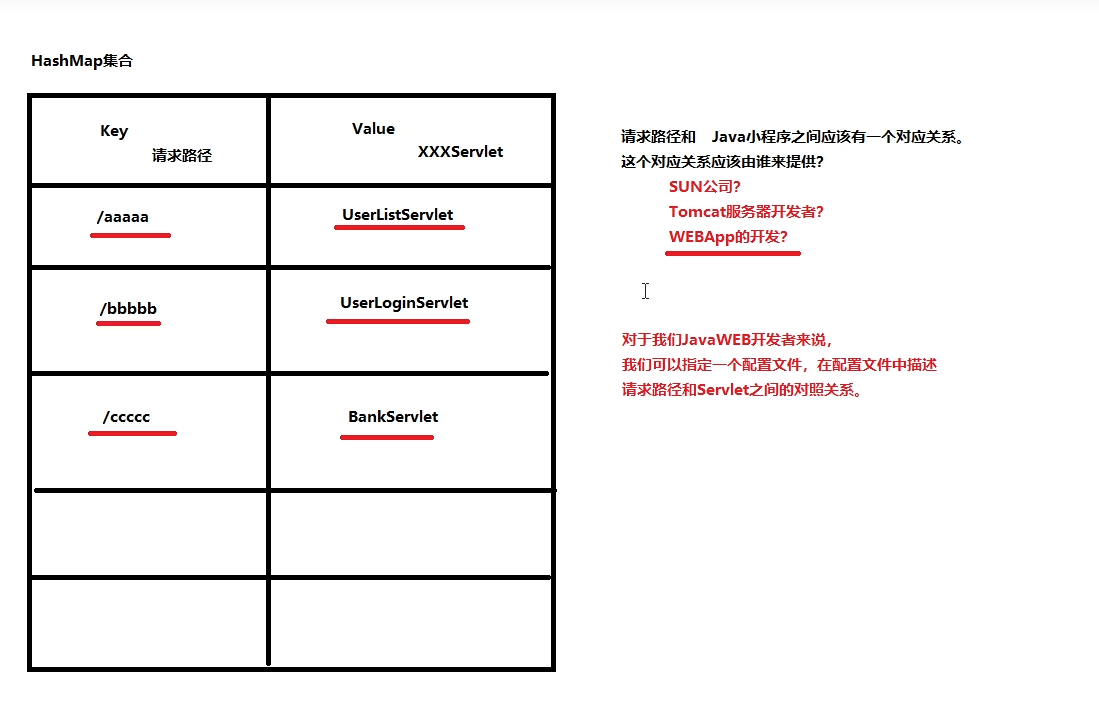 HashMap集合
Key
Value
请求路径
XXXServlet
/aaaaa
UserListServlet
/bbbbb
UserLoginServlet
/ccccc
BankServlet
请求路径和 Java小程序之间应该有一个对应关系。
这个对应关系应该由谁来提供?
SUN公司?
Tomcat服务器开发者?
WEBApp的开发?
对于我们JavaWEB开发者来说，
我们可以指定一个配置文件，在配置文件中描述
请求路径和Servlet之间的对照关系。